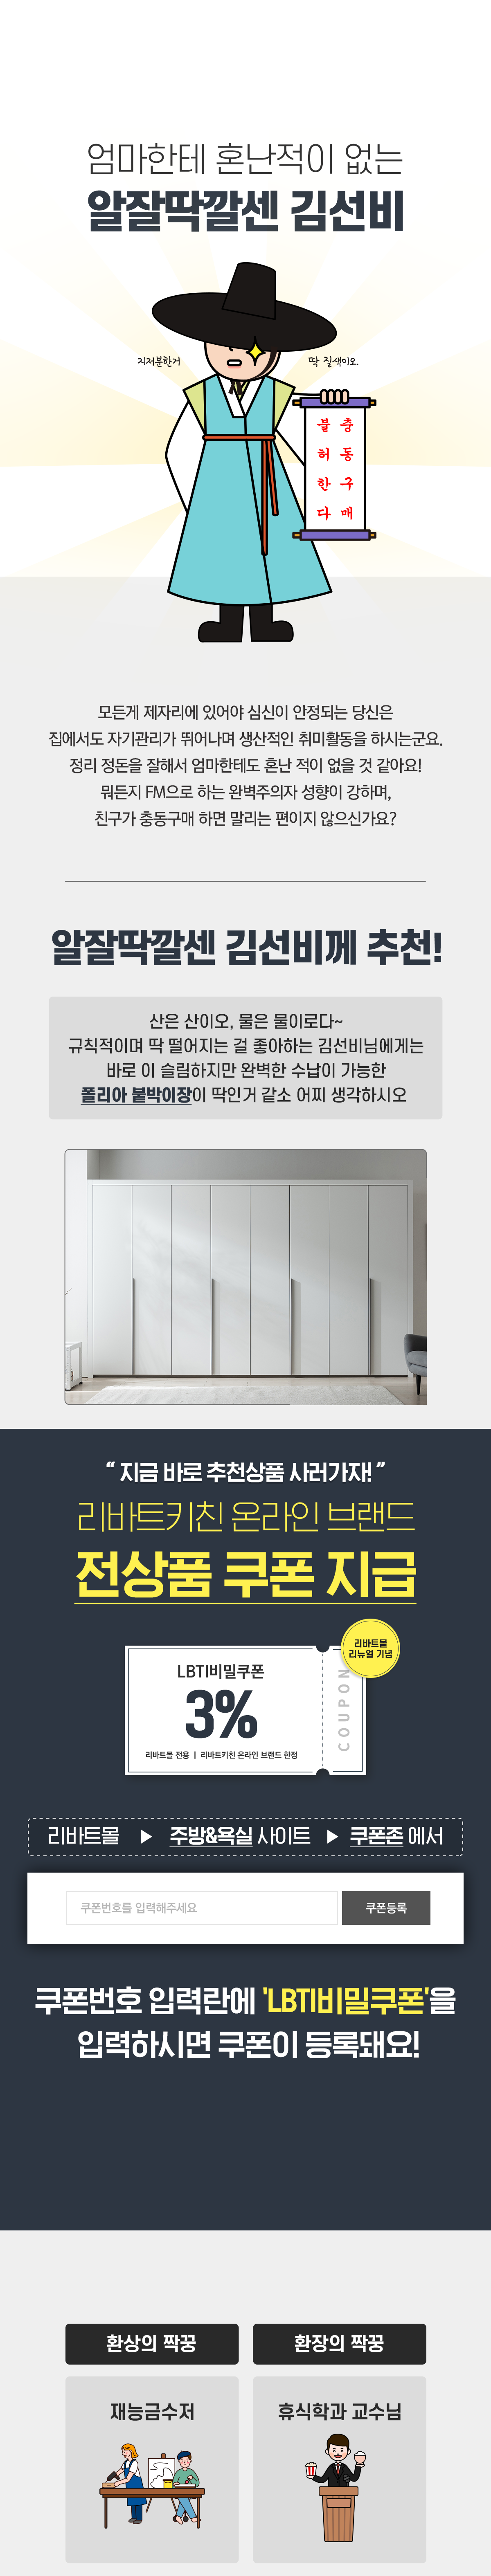 엄마한테 혼난적이 없는
알잘딱깔센 김선비
지저분한거
딱 질색이오.
충동구매
불허한다
모든게 제자리에 있어야 심신이 안정되는 당신은
집에서도 자기관리가 뛰어나며 생산적인 취미활동을 하시는군요.
정리 정돈을 잘해서 엄마한테도 혼난 적이 없을 것 같아요!
뭐든지 FM으로 하는 완벽주의자 성향이 강하며,
친구가 충동구매 하면 말리는 편이지 않으신가요?
알잘딱깔센 김선비께 추천!
산은 산이오, 물은 물이로다~
규칙적이며 딱 떨어지는 걸 좋아하는 김선비님에게는
바로 이 슬림하지만 완벽한 수납이 가능한
폴리아 붙박이장이 딱인거 같소 어찌 생각하시오
“ 지금 바로 추천상품 사러가자! ”
리바트키친 온라인 브랜드
전상품 쿠폰 지급
리바트몰
리뉴얼 기념
LBTI비밀쿠폰
3%
리바트몰 전용 | 리바트키친 온라인 브랜드 한정
COUPON
리바트몰 ▶ 주방&욕실 사이트 ▶ 쿠폰존 에서
쿠폰번호를 입력해주세요
쿠폰등록
쿠폰번호 입력란에 'LBTI비밀쿠폰'을
입력하시면 쿠폰이 등록돼요!
환상의 짝꿍
환장의 짝꿍
재능금수저
휴식학과 교수님